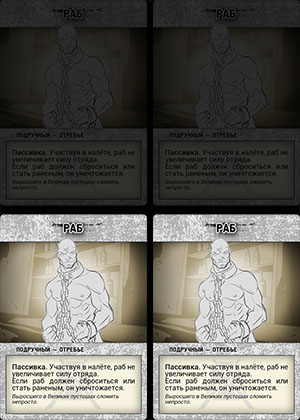 РАБ
ПОДРУЧНЫЙ — ОТРЕБЬЕ
Пассивка. Участвуя в налёте, раб не
увеличивает силу отряда.
Если раб должен сброситься или
стать раненым, он уничтожается.
Выросшего в Великих пустошах сломить
непросто.
РАБ
ПОДРУЧНЫЙ — ОТРЕБЬЕ
Пассивка. Участвуя в налёте, раб не
увеличивает силу отряда.
Если раб должен сброситься или
стать раненым, он уничтожается.
Выросшего в Великих пустошах сломить
непросто.
РАБ
ПОДРУЧНЫЙ — ОТРЕБЬЕ
Пассивка. Участвуя в налёте, раб не
увеличивает силу отряда.
Если раб должен сброситься или
стать раненым, он уничтожается.
Выросшего в Великих пустошах сломить
непросто.
РАБ
ПОДРУЧНЫЙ — ОТРЕБЬЕ
Пассивка. Участвуя в налёте, раб не
увеличивает силу отряда.
Если раб должен сброситься или
стать раненым, он уничтожается.
Выросшего в Великих пустошах сломить
непросто.